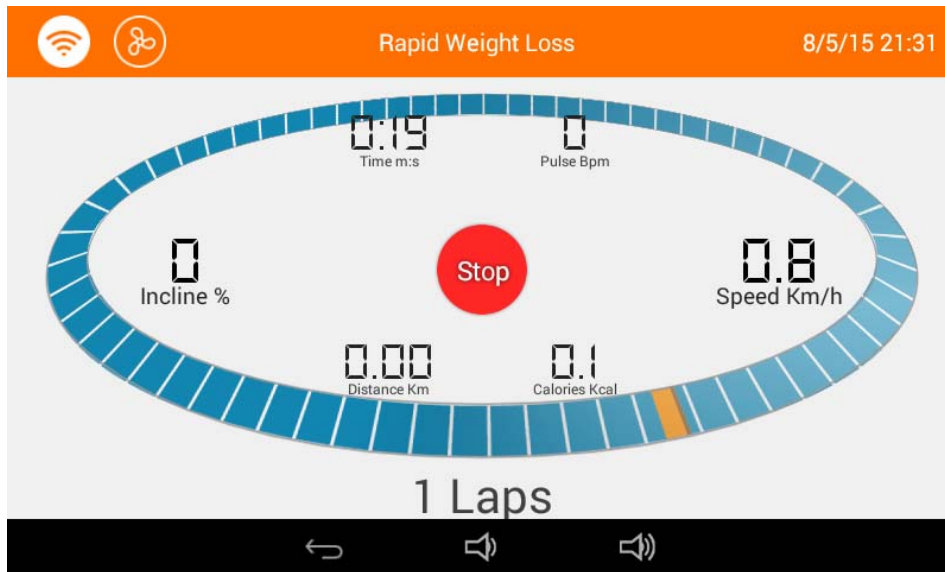 Rapid Weight Loss
8/5/15 21:31
0:19
Time m:s
0
Pulse Bpm
0
Incline %
Stop
0.8
Speed Km/h
0.00
Distance Km
0.1
Calories Kcal
1 Laps